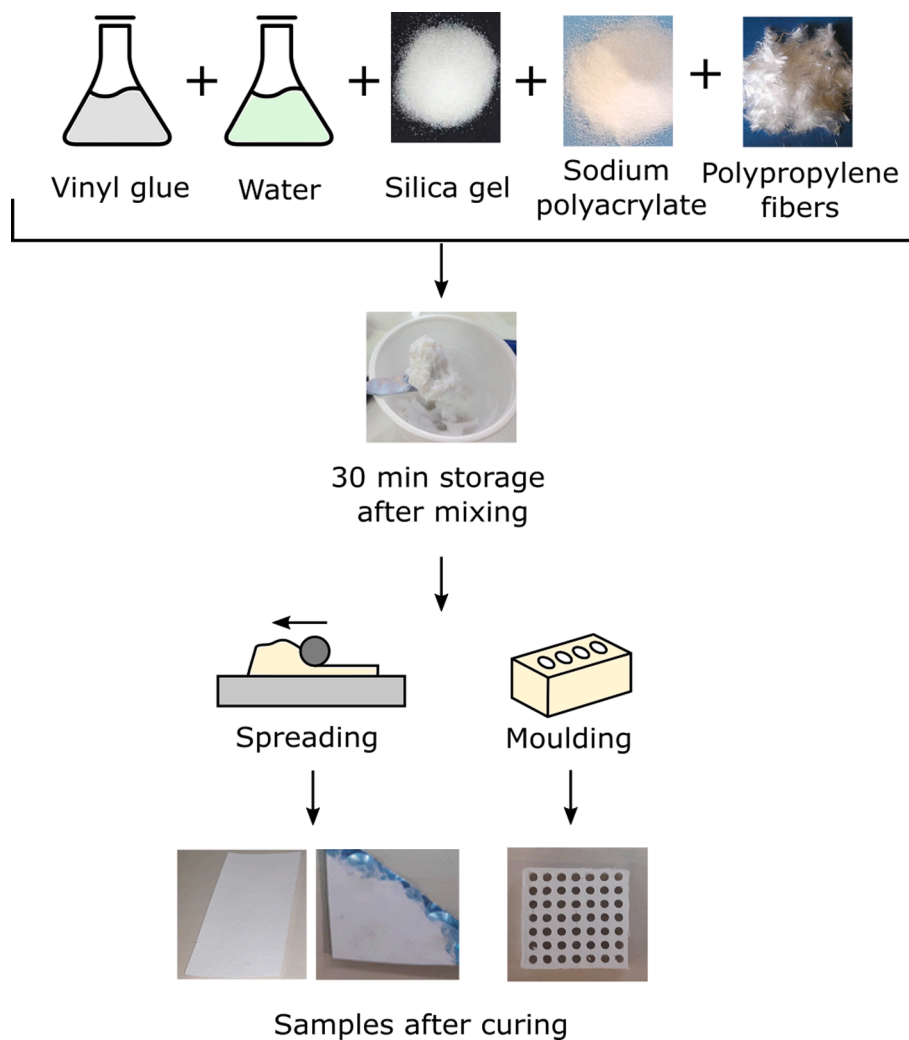 + + + +
Vinyl glue
Water
Silica gel
Sodium
polyacrylate
Polypropylene
fibers
30 min storage
after mixing
Spreading
Moulding
Samples after curing